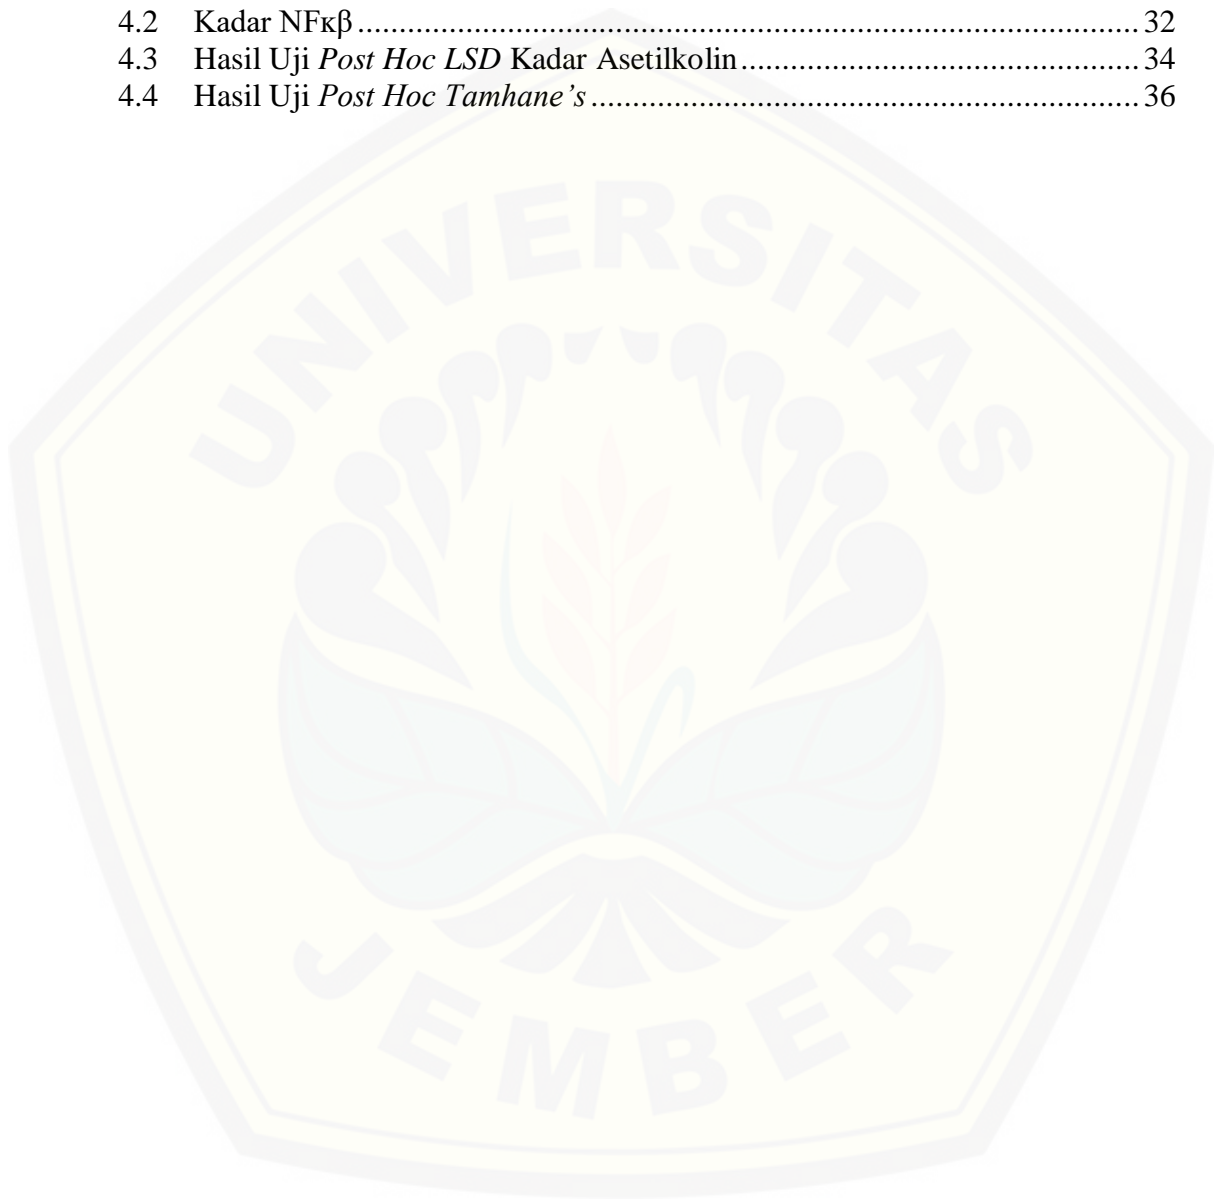 4.2 Kadar NFκβ ........................................................................................................ 32
4.3 Hasil Uji Post Hoc LSD Kadar Asetilkolin ..................................................... 34
4.4 Hasil Uji Post Hoc Tamhane’s ......................................................................... 36
UNIVERSITAS
JEMBER